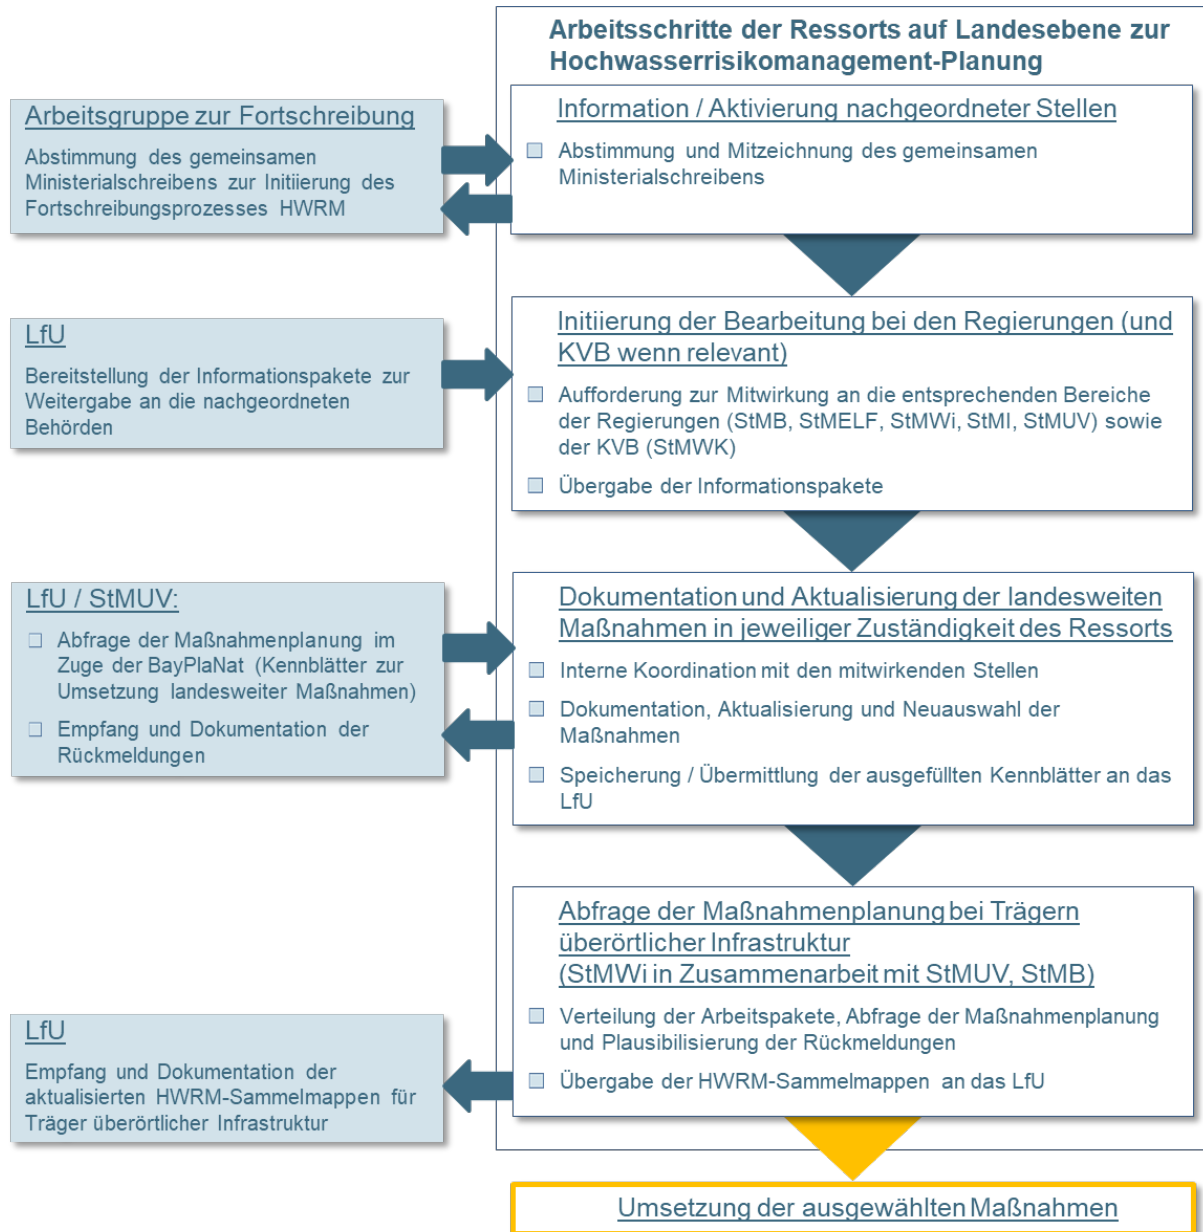 Arbeitsschritte der Ressorts auf Landesebene zur
Hochwasserrisikomanagement-Planung
Arbeitsgruppe zur Fortschreibung
Abstimmung des gemeinsamen
Ministerialschreibens zur Initiierung des
Fortschreibungsprozesses HWRM
Information / Aktivierung nachgeordneter Stellen
Abstimmung und Mitzeichnung des gemeinsamen
Ministerialschreibens
LfU
Bereitstellung der Informationspakete zur
Weitergabe an die nachgeordneten
Behörden
Initiierung der Bearbeitung bei den Regierungen (und
KVB wenn relevant)
Aufforderung zur Mitwirkung an die entsprechenden Bereiche
der Regierungen (StMB, StMELF, StMWi, StMI, StMUV) sowie
der KVB (StMWK)
Übergabe der Informationspakete
LfU / StMUV:
Abfrage der Maßnahmenplanung im
Zuge der BayPlaNat (Kennblätter zur
Umsetzung landesweiter Maßnahmen)
Empfang und Dokumentation der
Rückmeldungen
Dokumentation und Aktualisierung der landesweiten
Maßnahmen in jeweiliger Zuständigkeit des Ressorts
Interne Koordination mit den mitwirkenden Stellen
Dokumentation, Aktualisierung und Neuauswahl der
Maßnahmen
Speicherung / Übermittlung der ausgefüllten Kennblätter an das
LfU
LfU
Empfang und Dokumentation der
aktualisierten HWRM-Sammelmappen für
Träger überörtlicher Infrastruktur
Abfrage der Maßnahmenplanung bei Trägern
überörtlicher Infrastruktur
(StMWi in Zusammenarbeit mit StMUV, StMB)
Verteilung der Arbeitspakete, Abfrage der Maßnahmenplanung
und Plausibilisierung der Rückmeldungen
Übergabe der HWRM-Sammelmappen an das LfU
Umsetzung der ausgewählten Maßnahmen